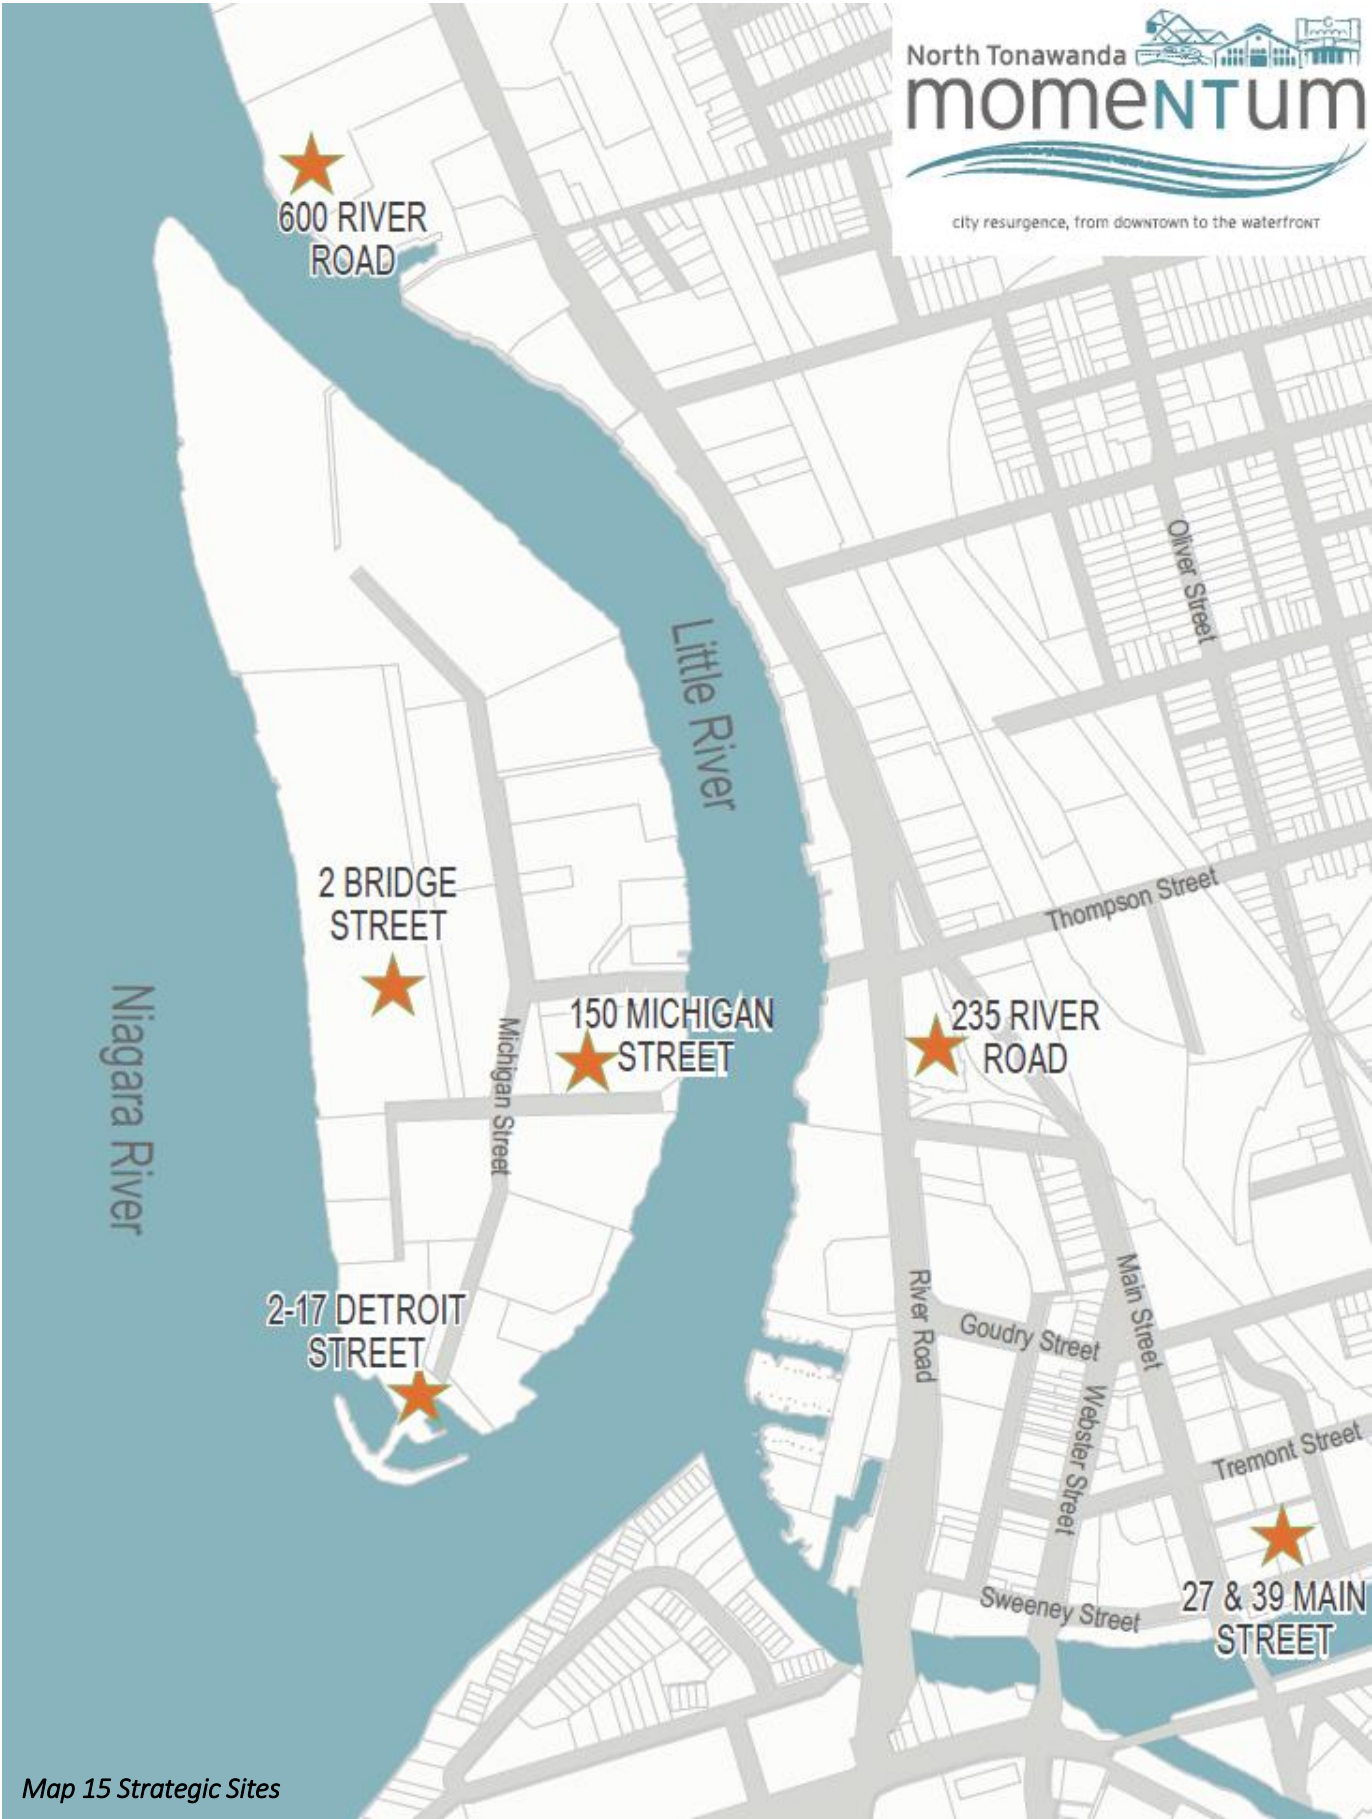 North Tonawanda
momeNTum
city resurgence, from downtown to the waterfront
600 RIVER
ROAD
Oliver Street
Little River
2 BRIDGE
STREET
Thompson Street
Niagara River
150 MICHIGAN
STREET
Michigan Street
235 RIVER
ROAD
2-17 DETROIT
STREET
River Road
Goudry Street
Main Street
Webster Street
Tremont Street
Sweeney Street
27 & 39 MAIN
STREET
Map 15 Strategic Sites